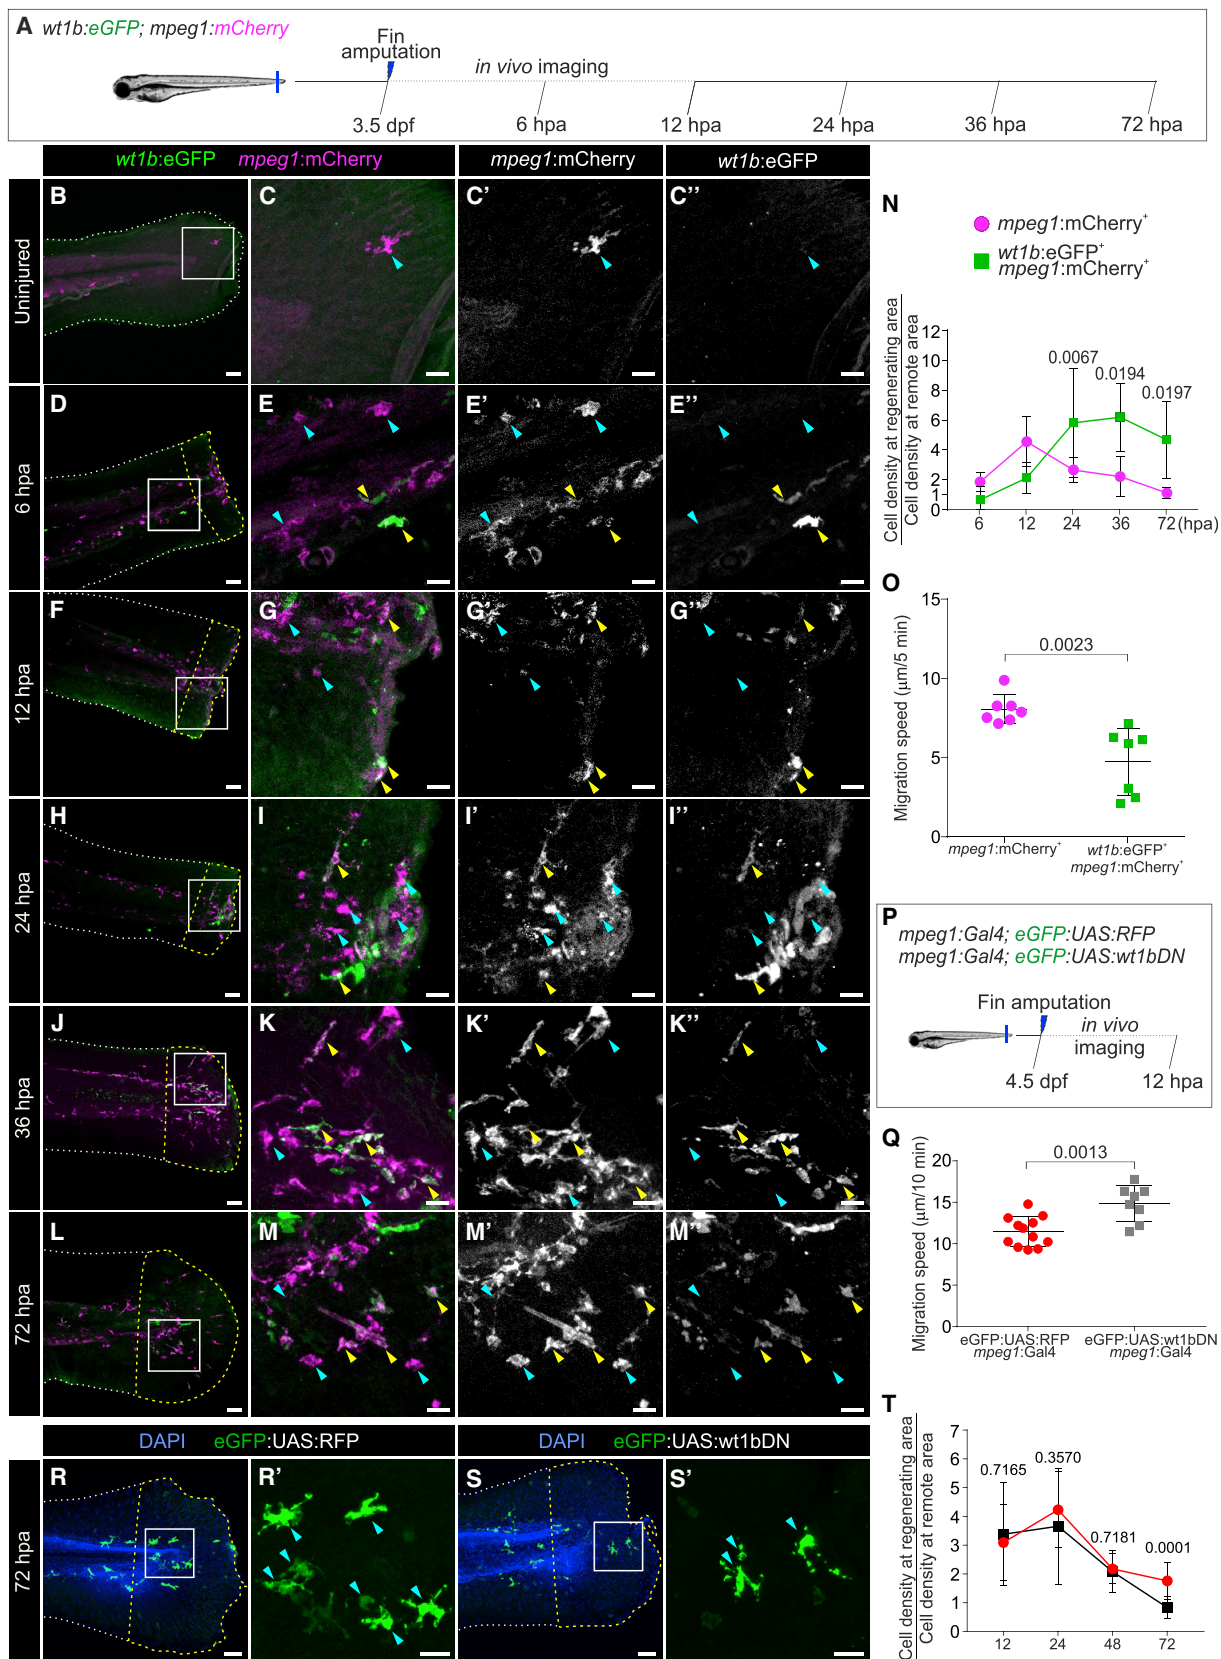 A wt1b:eGFP; mpeg1:mCherry
Fin
amputation
in vivo imaging
3.5 dpf
6 hpa
12 hpa
24 hpa
36 hpa
72 hpa
wt1b:eGFP mpeg1:mCherry
mpeg1:mCherry
wt1b:eGFP
Uninjured
B
C
C'
C''
6 hpa
D
E
E'
E''
12 hpa
F
G
G'
G''
24 hpa
H
I
I'
I''
36 hpa
J
K
K'
K''
72 hpa
L
M
M'
M''
DAPI eGFP:UAS:RFP
DAPI eGFP:UAS:wt1bDN
72 hpa
R
R'
S
S'
N
mpeg1:mCherry+
wt1b:eGFP+
mpeg1:mCherry+
Cell density at regenerating area
Cell density at remote area
12
10
8
6
4
2
1
0
0.0067
0.0194
0.0197
6 12 24 36 72 (hpa)
O
Migration speed (µm/5 min)
15
10
5
0
0.0023
mpeg1:mCherry+
wt1b:eGFP+
mpeg1:mCherry+
P
mpeg1:Gal4; eGFP:UAS:RFP
mpeg1:Gal4; eGFP:UAS:wt1bDN
Fin amputation
in vivo
imaging
4.5 dpf
12 hpa
Q
Migration speed (µm/10 min)
20
15
10
5
0
0.0013
eGFP:UAS:RFP
mpeg1:Gal4
eGFP:UAS:wt1bDN
mpeg1:Gal4
T
Cell density at regenerating area
Cell density at remote area
7
6
5
4
3
2
1
0
0.7165
0.3570
0.7181
0.0001
12 24 48 72